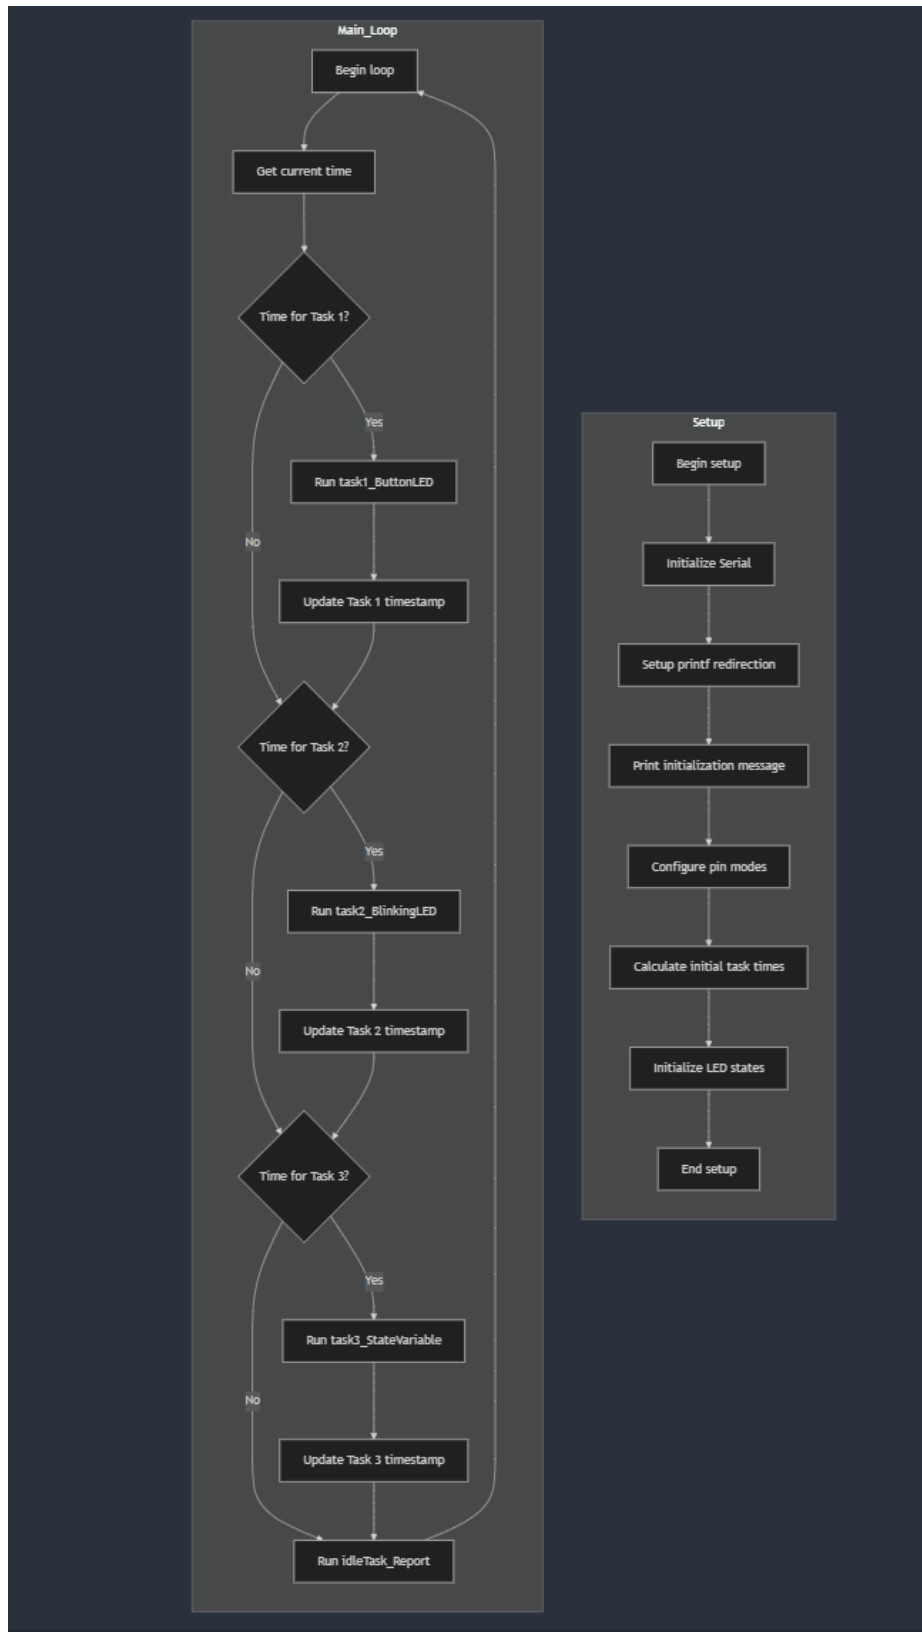 Main_Loop
Begin loop
Get current time
Time for Task 1?
Yes
Run task1_ButtonLED
No
Update Task 1 timestamp
Time for Task 2?
Yes
Run task2_BlinkingLED
No
Update Task 2 timestamp
Time for Task 3?
Yes
Run task3_StateVariable
No
Update Task 3 timestamp
Run idleTask_Report
Setup
Begin setup
Initialize Serial
Setup printf redirection
Print initialization message
Configure pin modes
Calculate initial task times
Initialize LED states
End setup